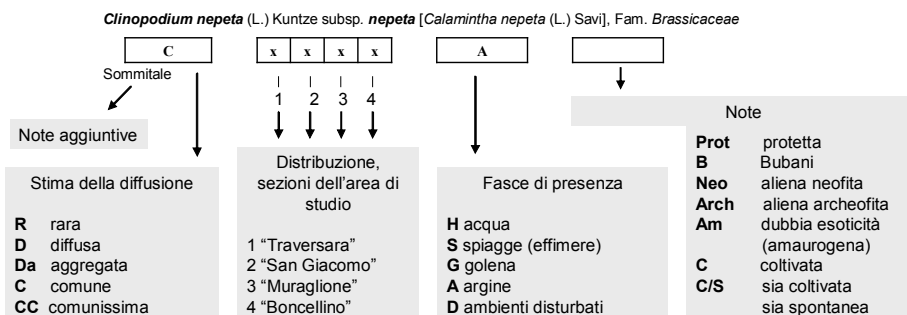 Clinopodium nepeta (L.) Kuntze subsp. nepeta [Calamintha nepeta (L.) Savi], Fam. Brassicaceae
C x x x x A
Sommitale
1 2 3 4
Note aggiuntive
Stima della diffusione
R rara
D diffusa
Da aggregata
C comune
CC comunissima
Distribuzione,
sezioni dell'area di
studio
1 “Traversara”
2 “San Giacomo”
3 “Muraglione”
4 “Boncellino”
Fasce di presenza
H acqua
S spiagge (effimere)
G golena
A argine
D ambienti disturbati
Note
Prot protetta
B Bubani
Neo aliena neofita
Arch aliena archeofita
Am dubbia esoticità
(amaurogena)
C coltivata
C/S sia coltivata
sia spontanea